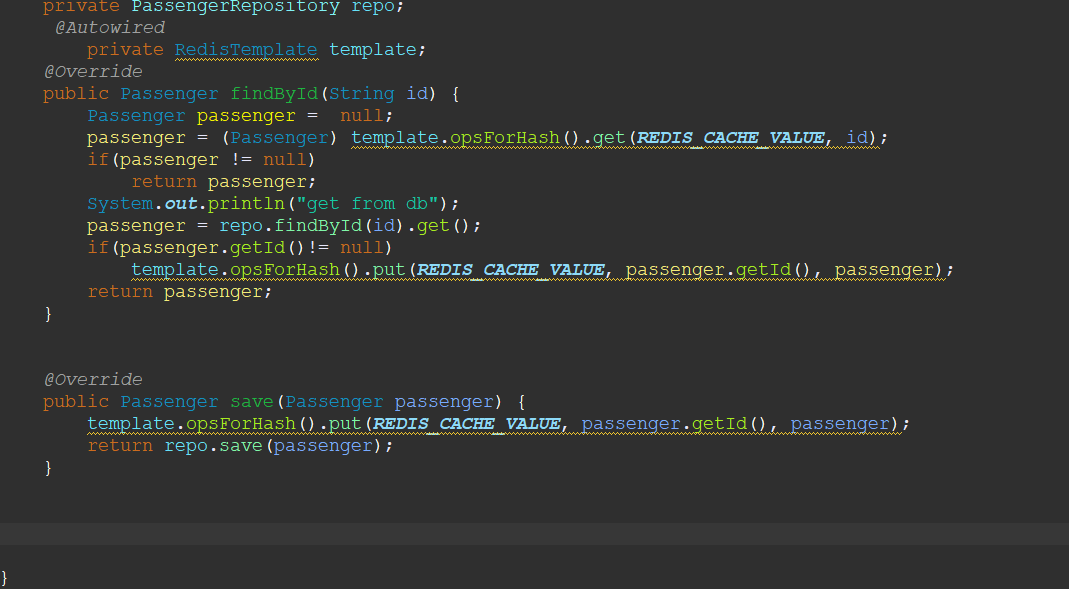 private PassengerRepository repo;
@Autowired
private RedisTemplate template;
@Override
public Passenger findById(String id) {
Passenger passenger =  null;
passenger = (Passenger) template.opsForHash().get(REDIS_CACHE_VALUE, id);
if(passenger != null)
return passenger;
System.out.println("get from db");
passenger = repo.findById(id).get();
if(passenger.getId()!= null)
template.opsForHash().put(REDIS_CACHE_VALUE, passenger.getId(), passenger);
return passenger;
}
@Override
public Passenger save(Passenger passenger) {
template.opsForHash().put(REDIS_CACHE_VALUE, passenger.getId(), passenger);
return repo.save(passenger);
}
}